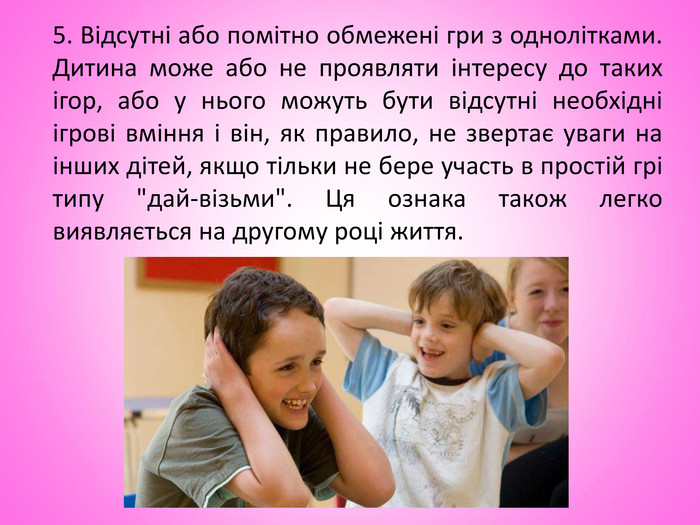 5. Відсутні або помітно обмежені гри з однолітками.
Дитина може або не проявляти інтересу до таких
ігор, або у нього можуть бути відсутні необхідні
ігрові вміння і він, як правило, не звертає уваги на
інших дітей, якщо тільки не бере участь в простій грі
типу "дай-візьми". Ця ознака також легко
виявляється на другому році життя.